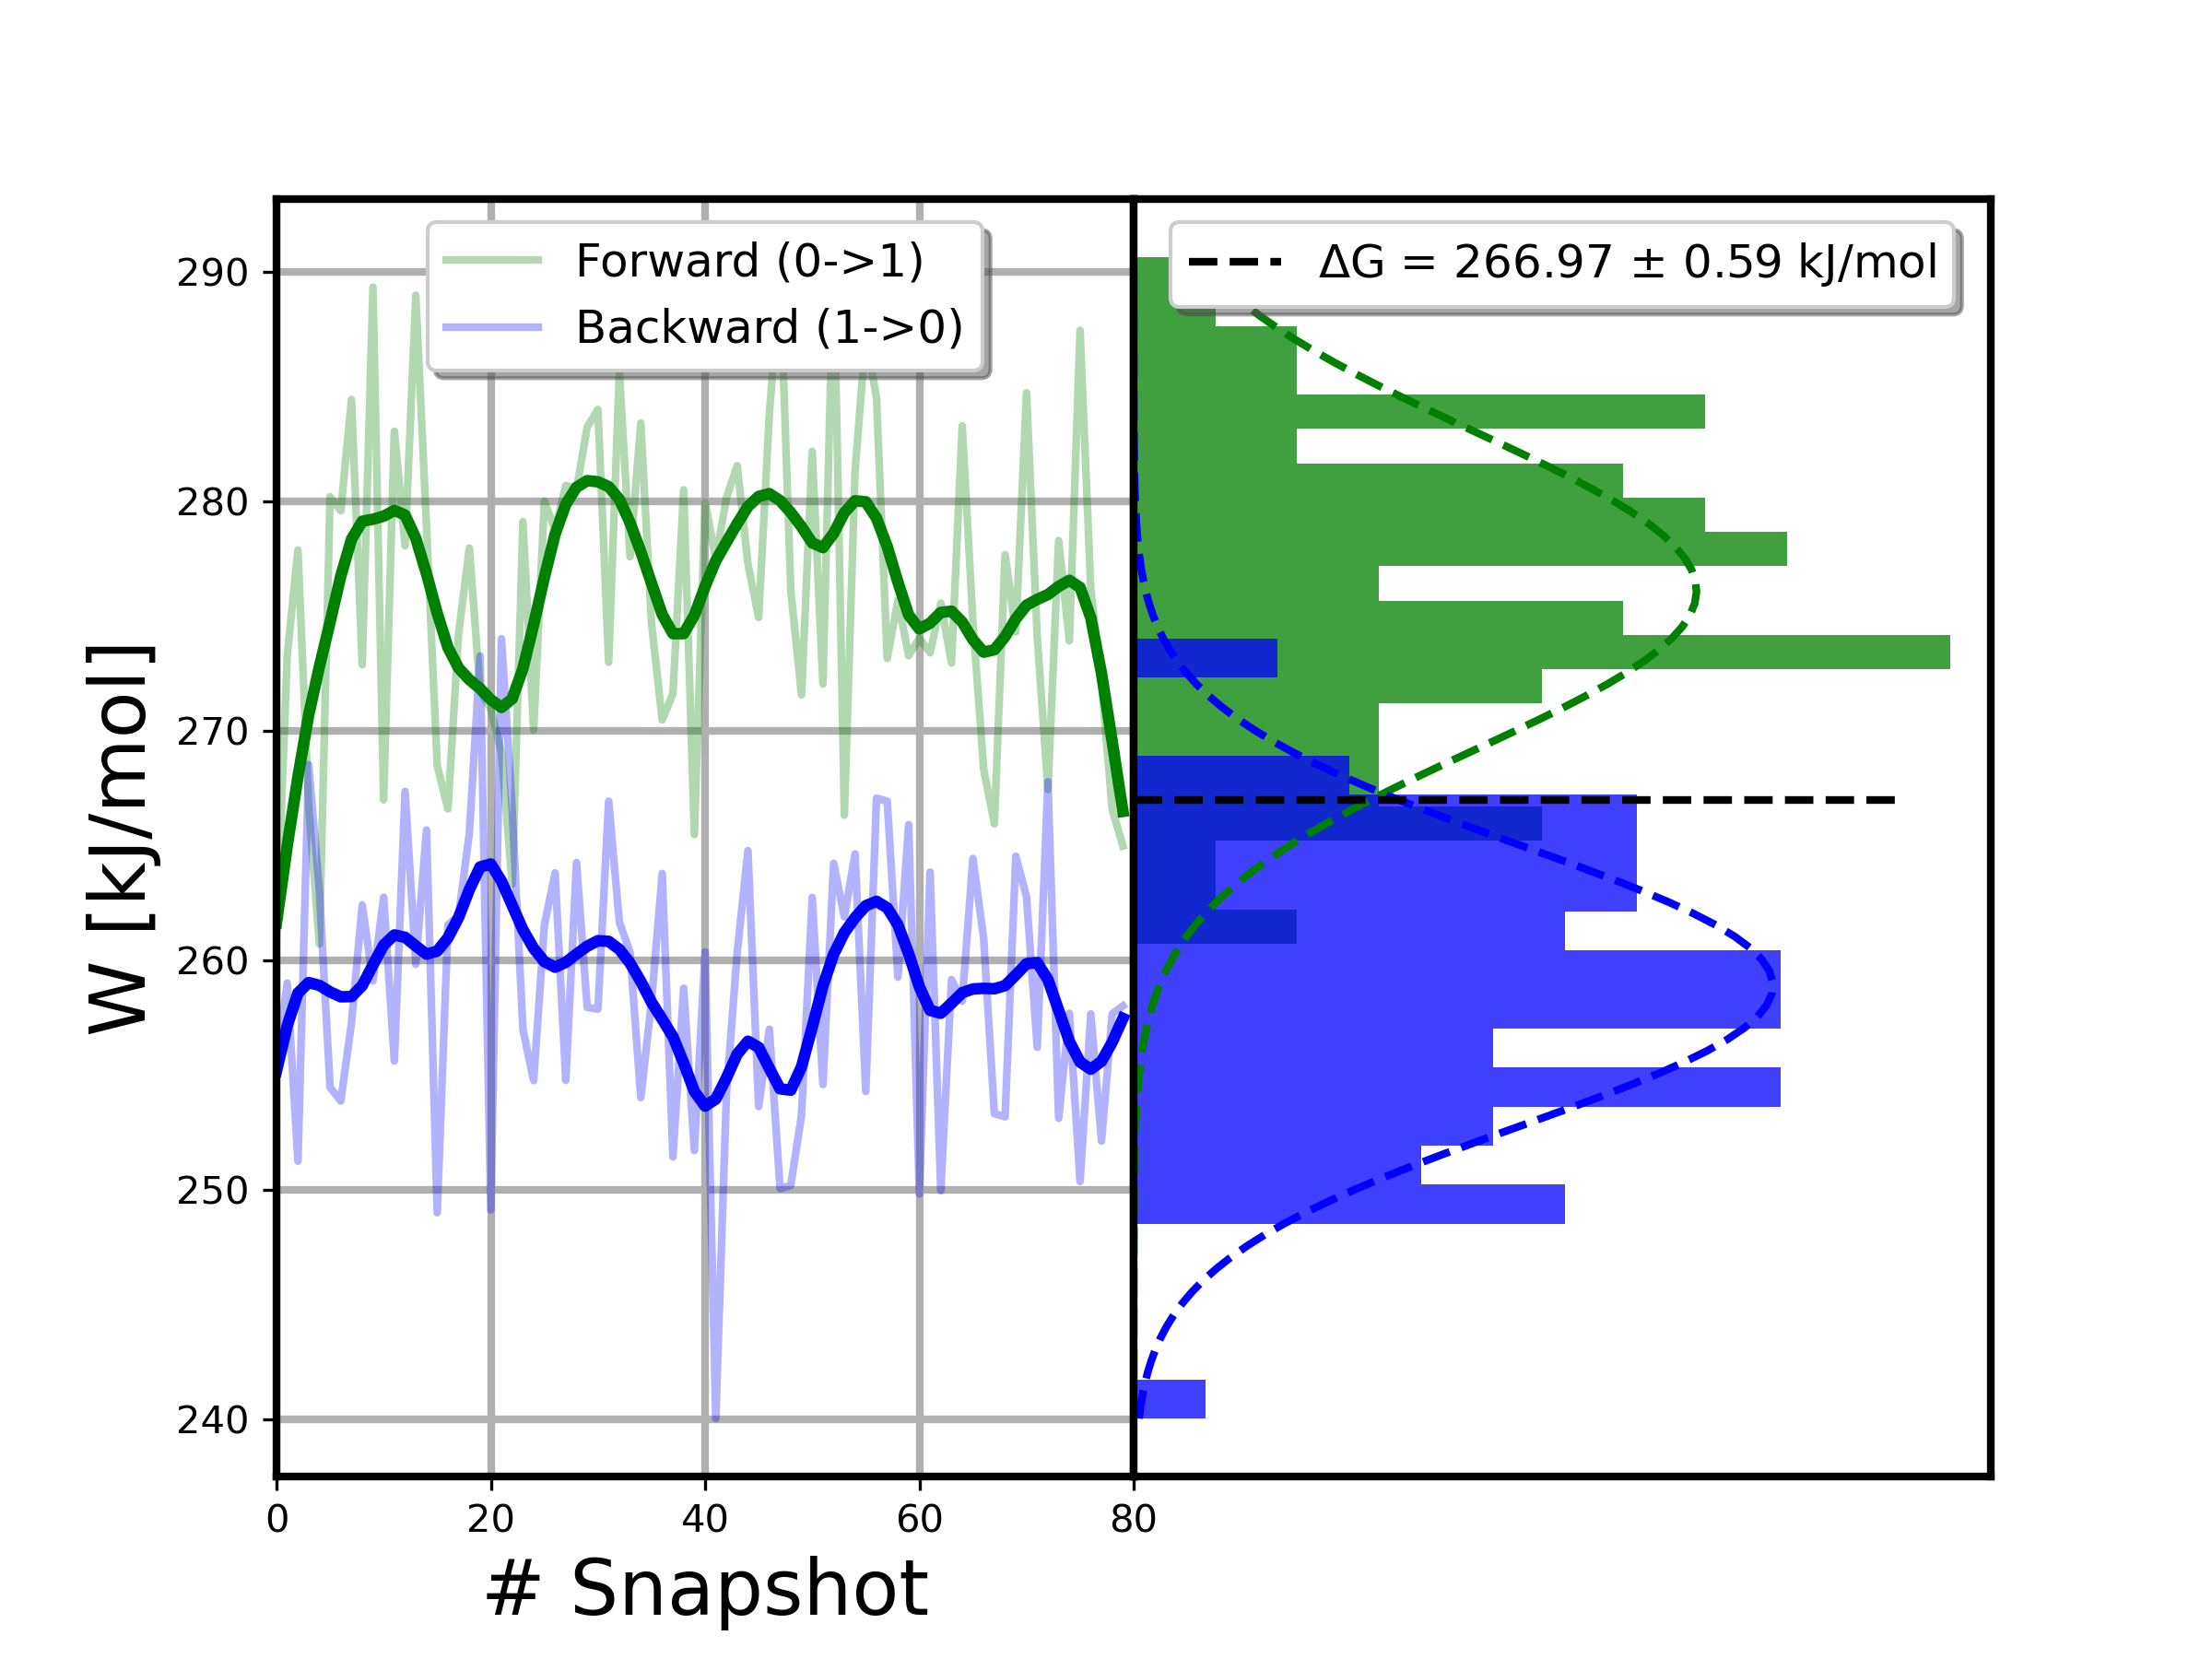 Forward (0->1)
Backward (1->0)
ΔG = 266.97 ± 0.59 kJ/mol
W [kJ/mol]
290
280
270
260
250
240
0 20 40 60 80
# Snapshot